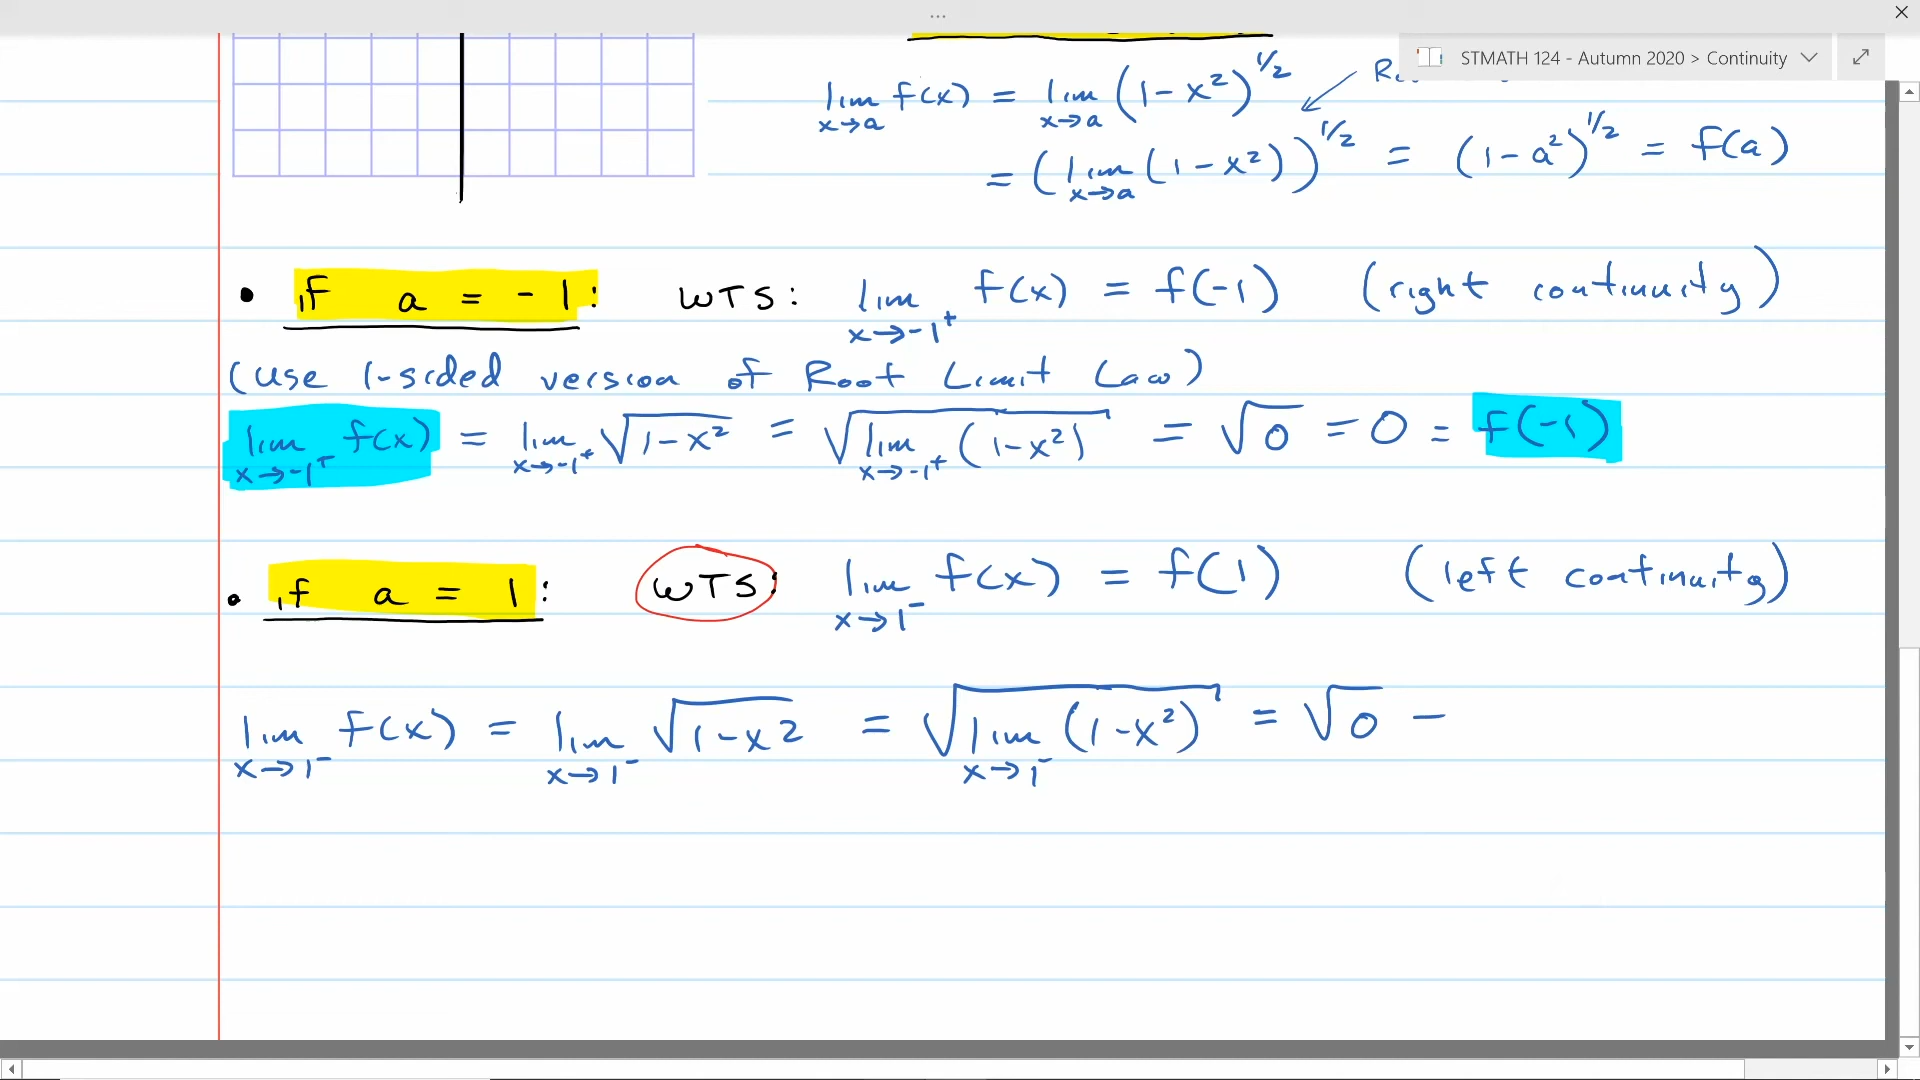 STMATH 124 - Autumn 2020 > Continuity
lim x→a f(x) = lim x→a (1-x²)^1/2
= (lim x→a (1-x²))^1/2 = (1-a²)^1/2 = f(a)
• if a = -1: WTS: lim x→-1⁺ f(x) = f(-1) (right continuity)
(use 1-sided version of Root Limit Law)
lim x→-1⁺ f(x) = lim x→-1⁺ √(1-x²) = √(lim x→-1⁺ (1-x²)) = √0 = 0 = f(-1)
• if a = 1: WTS: lim x→1⁻ f(x) = f(1) (left continuity)
lim x→1⁻ f(x) = lim x→1⁻ √(1-x²) = √(lim x→1⁻ (1-x²)) = √0 -